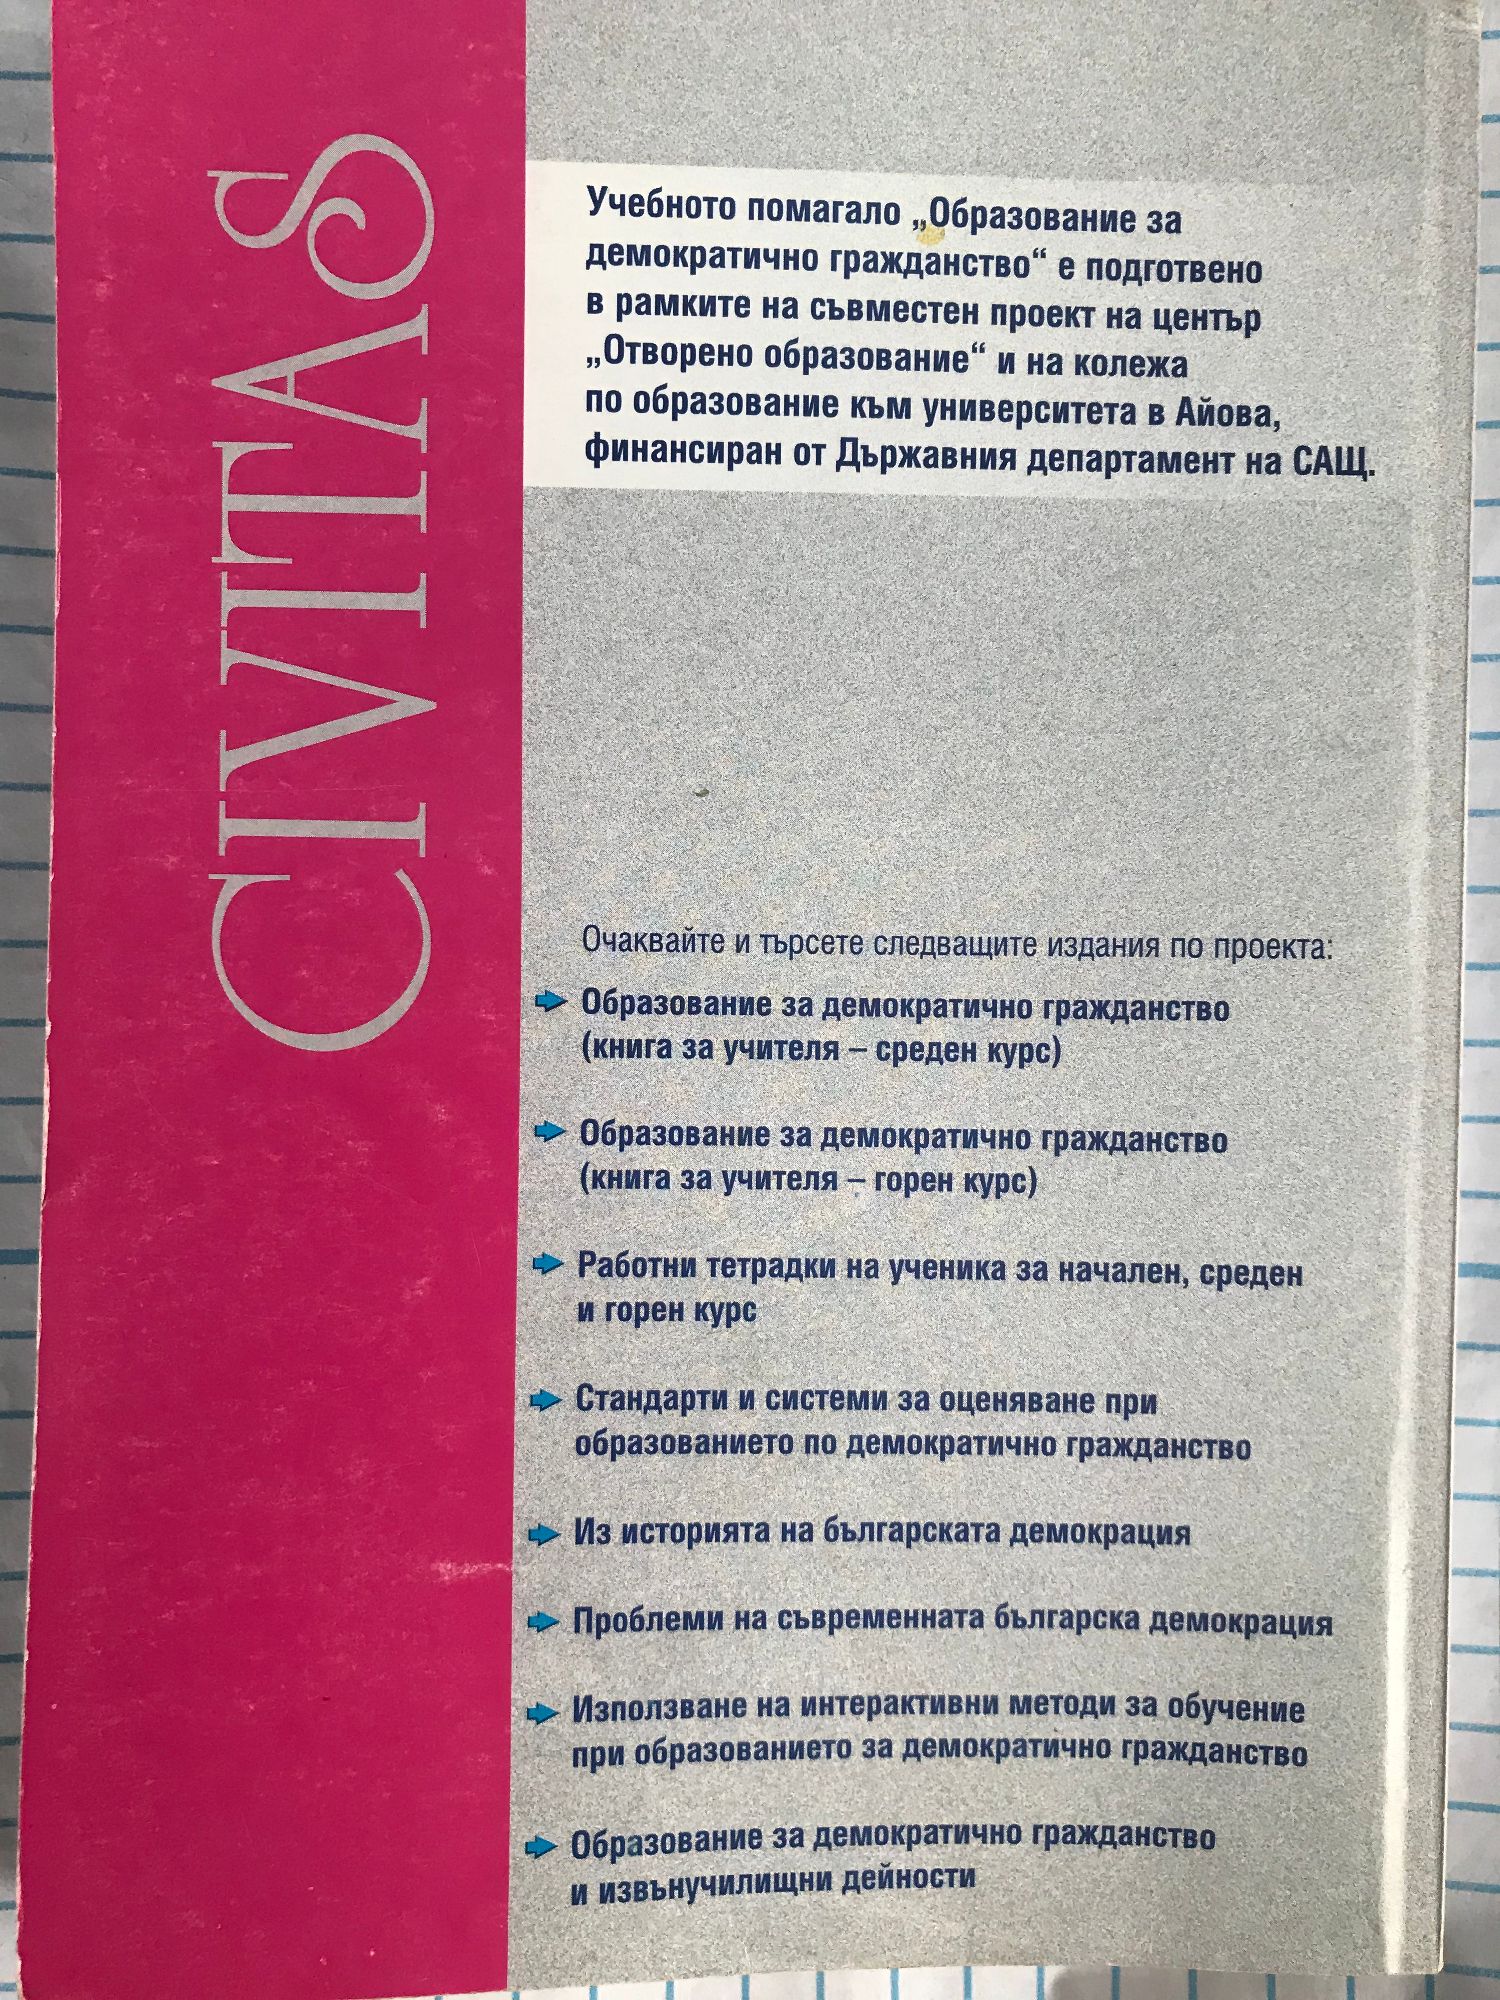 CIVITAS
Учебното помагало „Образование за
демократично гражданство“ е подготвено
в рамките на съвместен проект на център
„Отворено образование“ и на колежа
по образование към университета в Айова,
финансиран от Държавния департамент на САЩ.
Очаквайте и търсете следващите издания по проекта:
Образование за демократично гражданство
(книга за учителя – среден курс)
Образование за демократично гражданство
(книга за учителя – горен курс)
Работни тетрадки на ученика за начален, среден
и горен курс
Стандарти и системи за оценяване при
образованието по демократично гражданство
Из историята на българската демокрация
Проблеми на съвременната българска демокрация
Използване на интерактивни методи за обучение
при образованието за демократично гражданство
Образование за демократично гражданство
и извънучилищни дейности